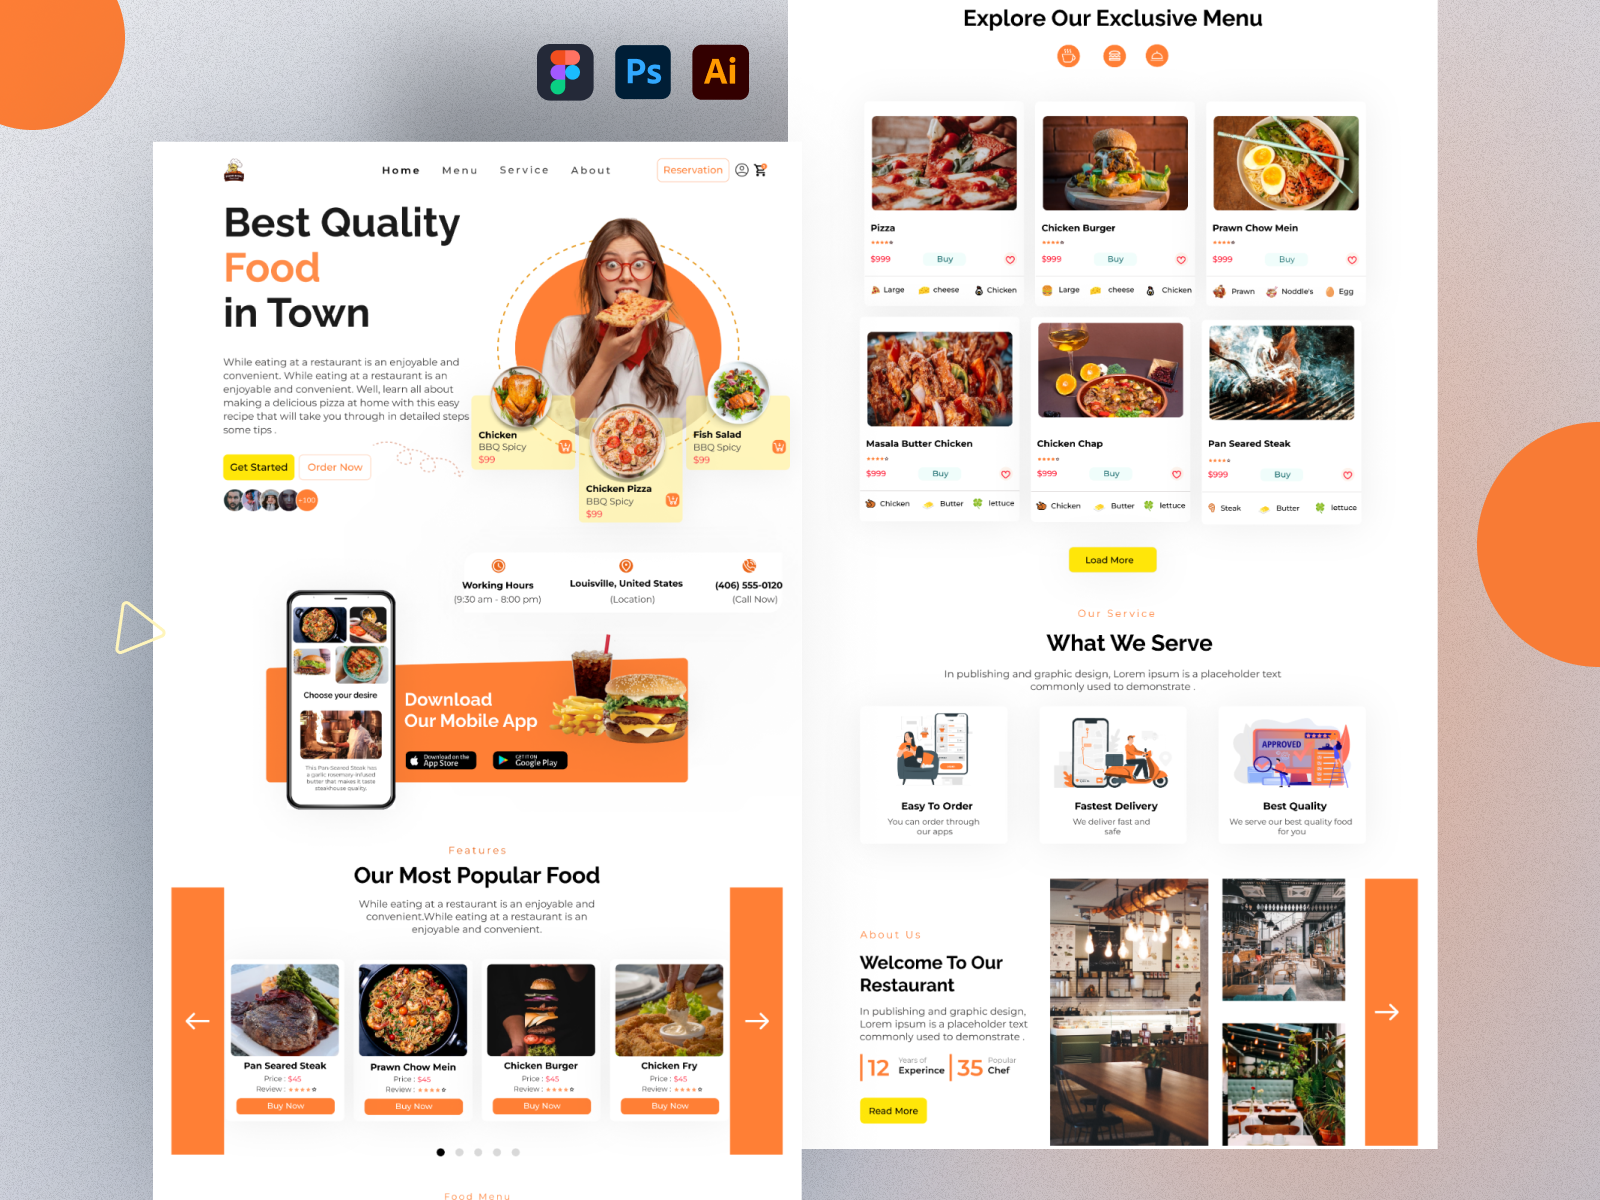 Ps
Ai
Home
Menu
Service
About
Reservation
Best Quality
Food
in Town
While eating at a restaurant is an enjoyable and
convenient. While eating at a restaurant is an
enjoyable and convenient. Well, learn all about
making a delicious pizza at home with this easy
recipe that will take you through in detailed steps
some tips .
Get Started
Order Now
+100
Chicken
BBQ Spicy
$99
Chicken Pizza
BBQ Spicy
$99
Fish Salad
BBQ Spicy
$99
Working Hours
(9:30 am - 8:00 pm)
Louisville, United States
(Location)
(406) 555-0120
(Call Now)
Choose your desire
This Pan-Seared Steak has
a garlic rosemary-infused
butter that makes it taste
steakhouse quality.
Download
Our Mobile App
Download on the
App Store
GET IT ON
Google Play
Features
Our Most Popular Food
While eating at a restaurant is an enjoyable and
convenient.While eating at a restaurant is an
enjoyable and convenient.
Pan Seared Steak
Price : $45
Review :
Buy Now
Prawn Chow Mein
Price : $45
Review :
Buy Now
Chicken Burger
Price : $45
Review :
Buy Now
Chicken Fry
Price : $45
Review :
Buy Now
Food Menu
Explore Our Exclusive Menu
Pizza
$999
Buy
Large
cheese
Chicken
Chicken Burger
$999
Buy
Large
cheese
Chicken
Prawn Chow Mein
$999
Buy
Prawn
Noddle's
Egg
Masala Butter Chicken
$999
Buy
Chicken
Butter
lettuce
Chicken Chap
$999
Buy
Chicken
Butter
lettuce
Pan Seared Steak
$999
Buy
Steak
Butter
lettuce
Load More
Our Service
What We Serve
In publishing and graphic design, Lorem ipsum is a placeholder text
commonly used to demonstrate .
APPROVED
Easy To Order
You can order through
our apps
Fastest Delivery
We deliver fast and
safe
Best Quality
We serve our best quality food
for you
About Us
Welcome To Our
Restaurant
In publishing and graphic design,
Lorem ipsum is a placeholder text
commonly used to demonstrate .
12
Years of
Experince
35
Popular
Chef
Read More